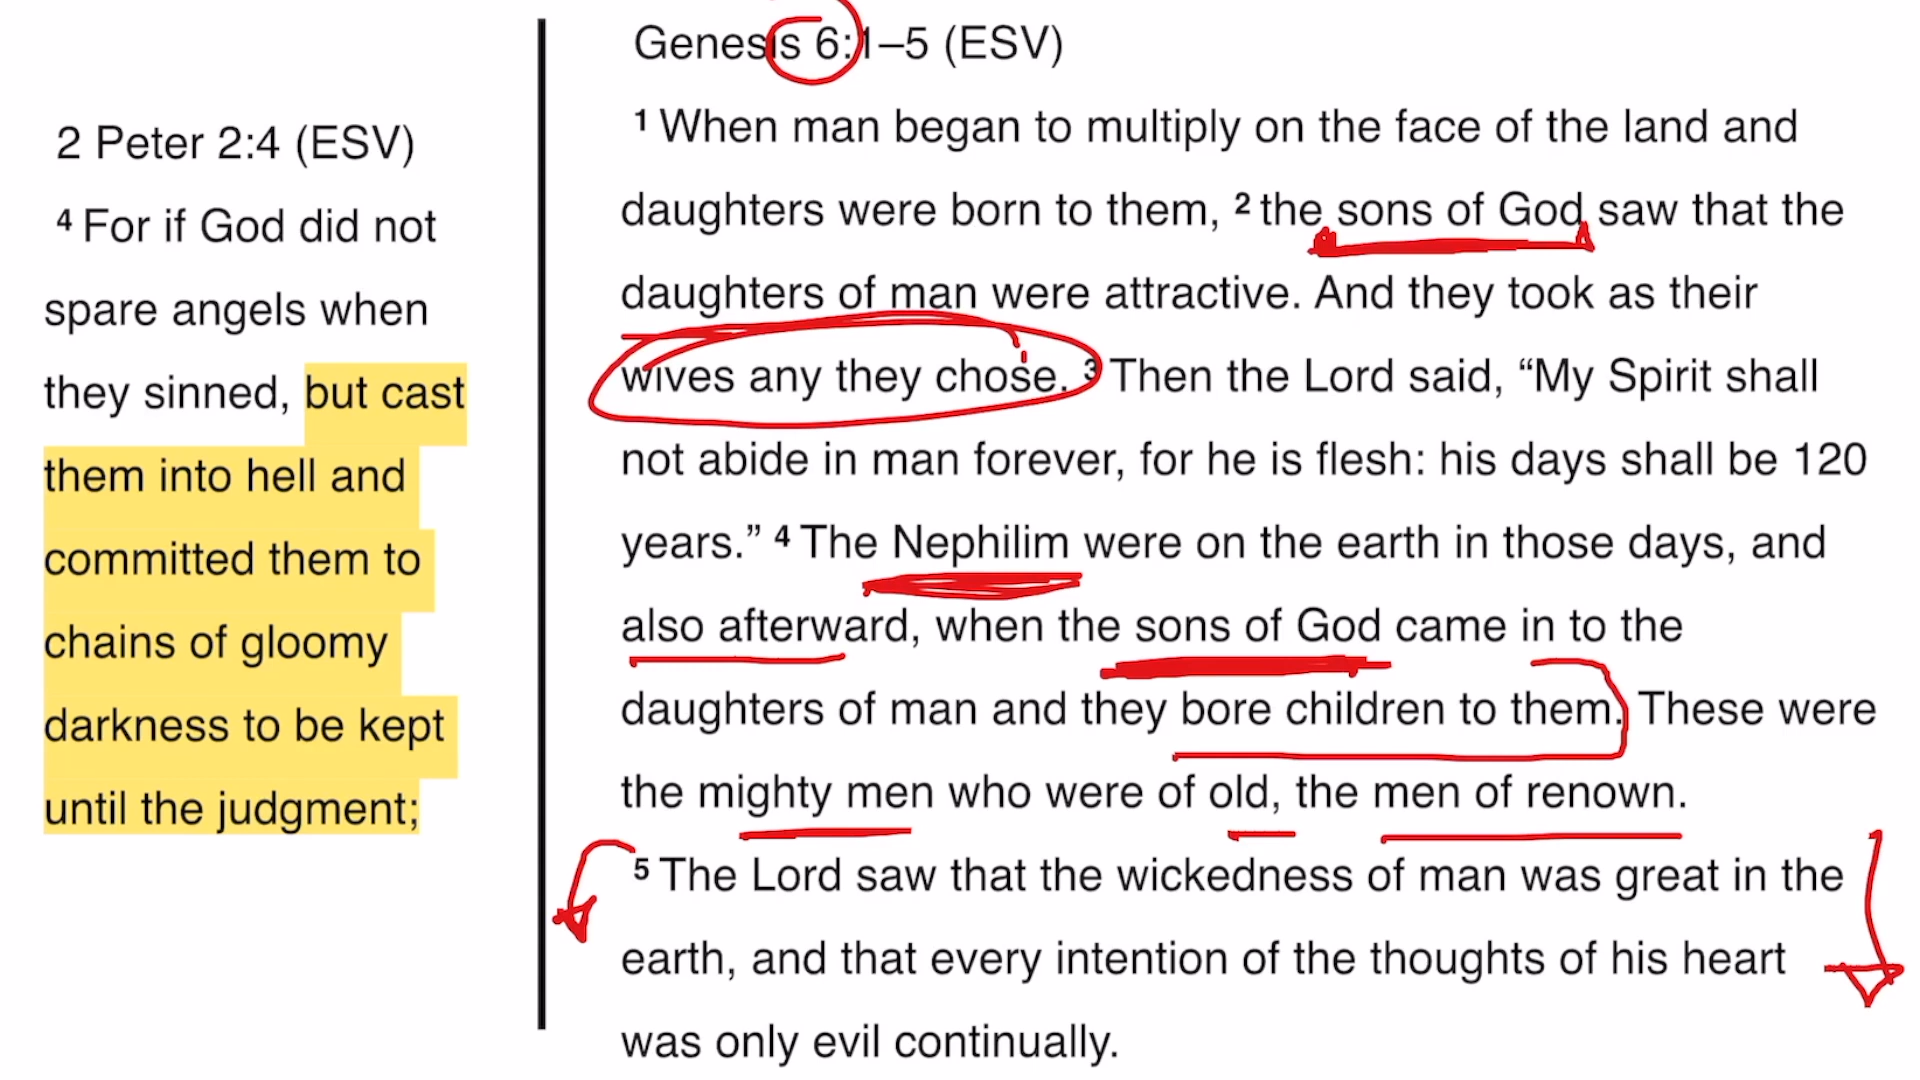 2 Peter 2:4 (ESV)
4 For if God did not
spare angels when
they sinned, but cast
them into hell and
committed them to
chains of gloomy
darkness to be kept
until the judgment;
Genesis 6:1–5 (ESV)
1 When man began to multiply on the face of the land and
daughters were born to them, 2 the sons of God saw that the
daughters of man were attractive. And they took as their
wives any they chose. 3 Then the Lord said, “My Spirit shall
not abide in man forever, for he is flesh: his days shall be 120
years.” 4 The Nephilim were on the earth in those days, and
also afterward, when the sons of God came in to the
daughters of man and they bore children to them. These were
the mighty men who were of old, the men of renown.
5 The Lord saw that the wickedness of man was great in the
earth, and that every intention of the thoughts of his heart
was only evil continually.